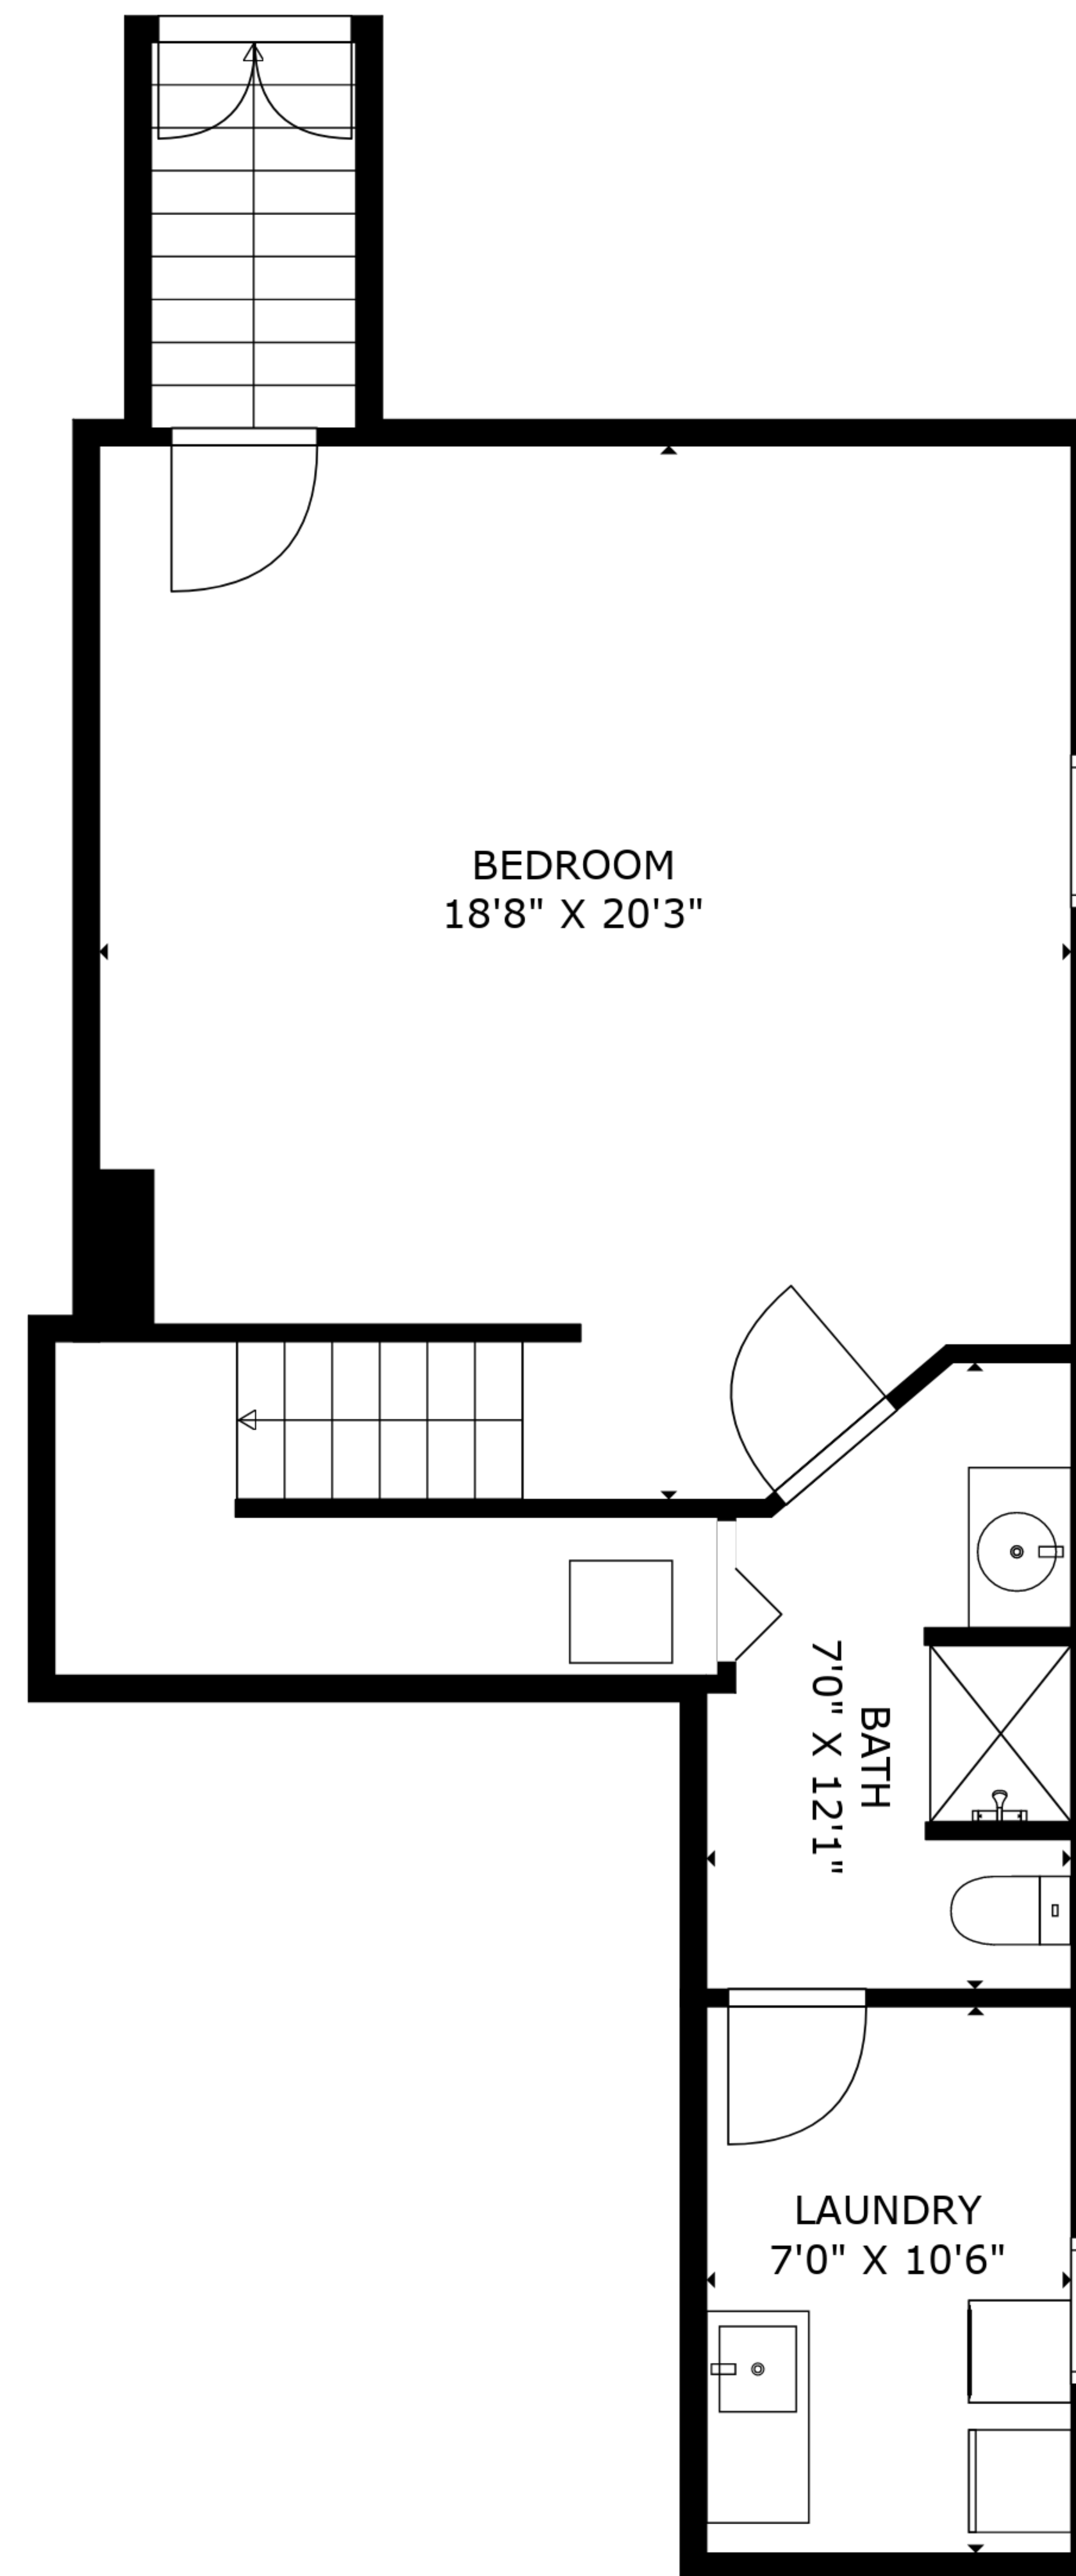 BEDROOM
18'8" X 20'3"
BATH
7'0" X 12'1"
LAUNDRY
7'0" X 10'6"